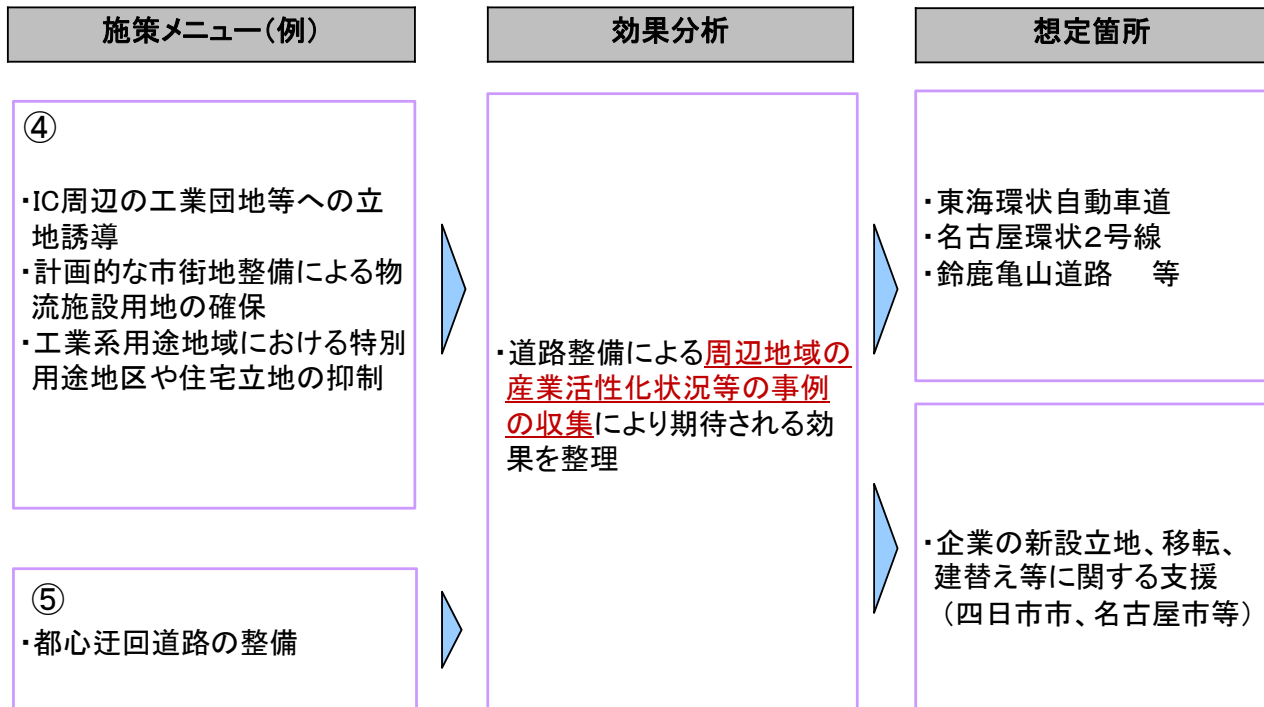 施策メニュー(例)
効果分析
想定箇所
④
・IC周辺の工業団地等への立
地誘導
・計画的な市街地整備による物
流施設用地の確保
・工業系用途地域における特別
用途地区や住宅立地の抑制
⑤
・都心迂回道路の整備
・道路整備による周辺地域の
産業活性化状況等の事例
の収集により期待される効
果を整理
・東海環状自動車道
・名古屋環状2号線
・鈴鹿亀山道路 等
・企業の新設立地、移転、
建替え等に関する支援
(四日市市、名古屋市等)